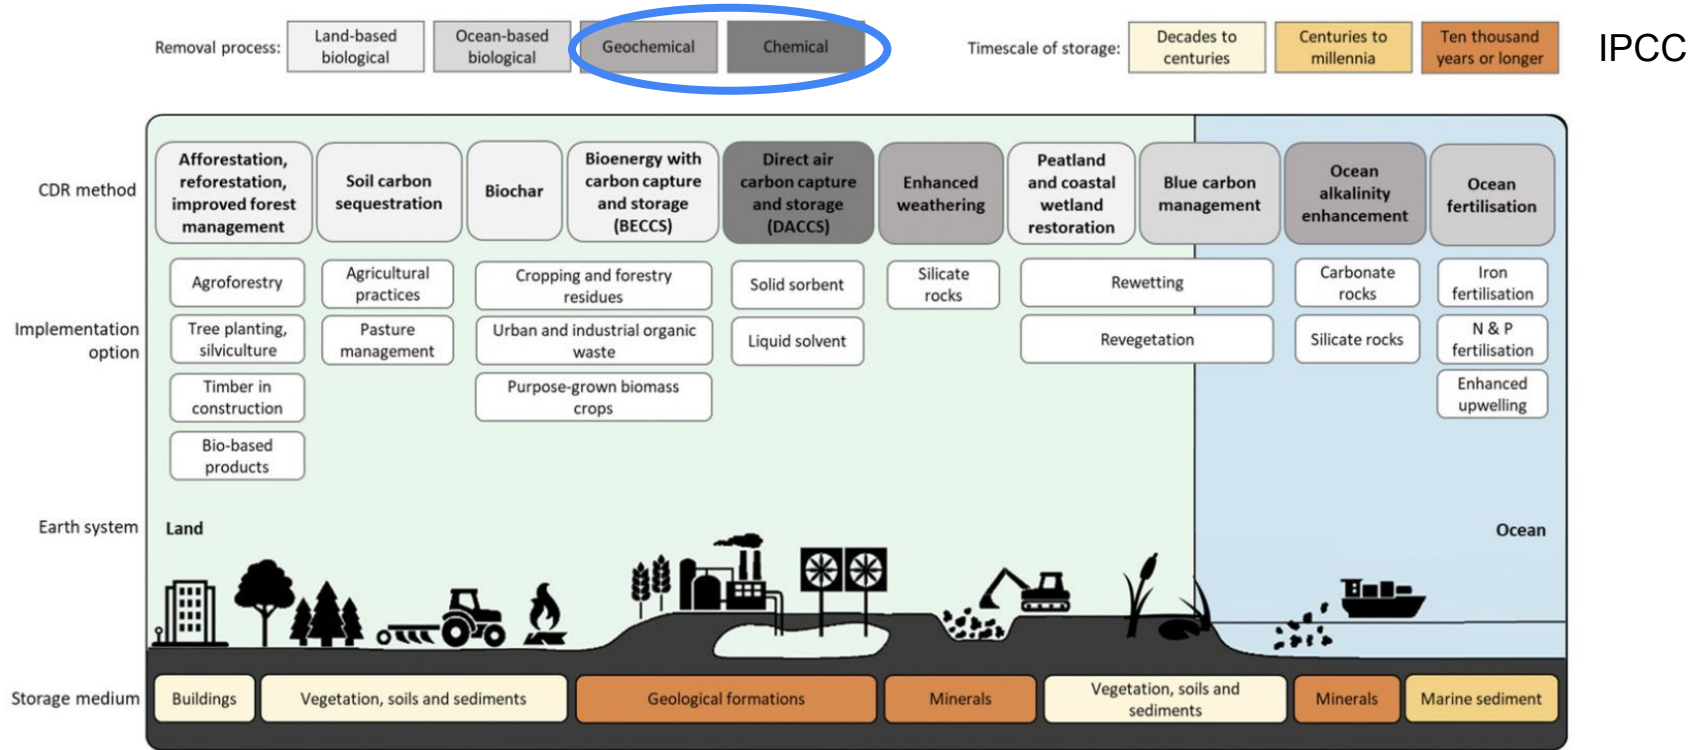 Removal process:
Land-based
biological
Ocean-based
biological
Geochemical
Chemical
Timescale of storage:
Decades to
centuries
Centuries to
millennia
Ten thousand
years or longer
IPCC
CDR method
Afforestation,
reforestation,
improved forest
management
Soil carbon
sequestration
Biochar
Bioenergy with
carbon capture
and storage
(BECCS)
Direct air
carbon capture
and storage
(DACCS)
Enhanced
weathering
Peatland
and coastal
wetland
restoration
Blue carbon
management
Ocean
alkalinity
enhancement
Ocean
fertilisation
Implementation
option
Agroforestry
Tree planting,
silviculture
Timber in
construction
Bio-based
products
Agricultural
practices
Pasture
management
Cropping and forestry
residues
Urban and industrial organic
waste
Purpose-grown biomass
crops
Solid sorbent
Liquid solvent
Silicate
rocks
Rewetting
Revegetation
Carbonate
rocks
Silicate rocks
Iron
fertilisation
N & P
fertilisation
Enhanced
upwelling
Earth system
Land
Ocean
Storage medium
Buildings
Vegetation, soils and sediments
Geological formations
Minerals
Vegetation, soils and
sediments
Minerals
Marine sediment